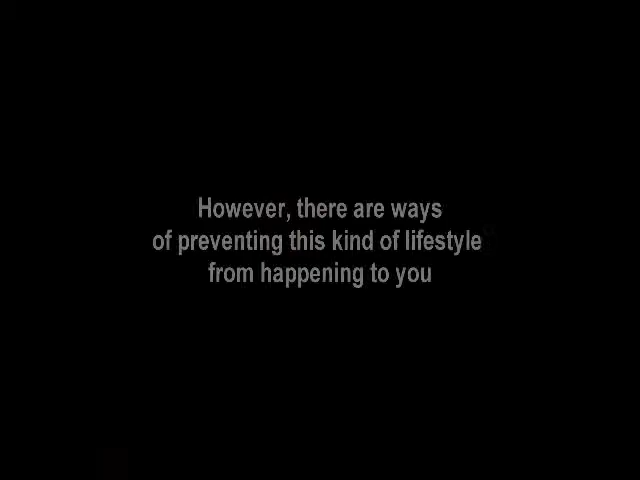 However, there are ways
of preventing this kind of lifestyle
from happening to you